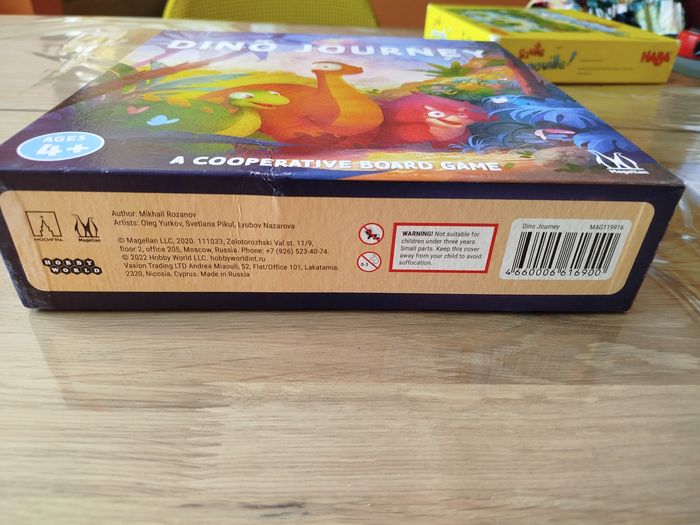 DINO JOURNEY
HABA
AGES
4+
A COOPERATIVE BOARD GAME
Magellan
MOCHFIRA
Magellan
HOBBY
WORLD
Author: Mikhail Rozanov
Artists: Oleg Yurkov, Svetlana Pikul, Lyubov Nazarova
© Magellan LLC, 2020. 111033, Zolotorozhski Val st. 11/9,
floor 2, office 205, Moscow, Russia. Phone: +7 (926) 523-40-74.
© 2022 Hobby World LLC. hobbyworldint.ru
Vaxion Trading LTD Andrea Miaouli, 52, Flat/Office 101, Lakatamia,
2320, Nicosia, Cyprus. Made in Russia
0-3
WARNING! Not suitable for
children under three years.
Small parts. Keep this cover
away from your child to avoid
suffocation.
Dino Journey MAG119916
4660006616900